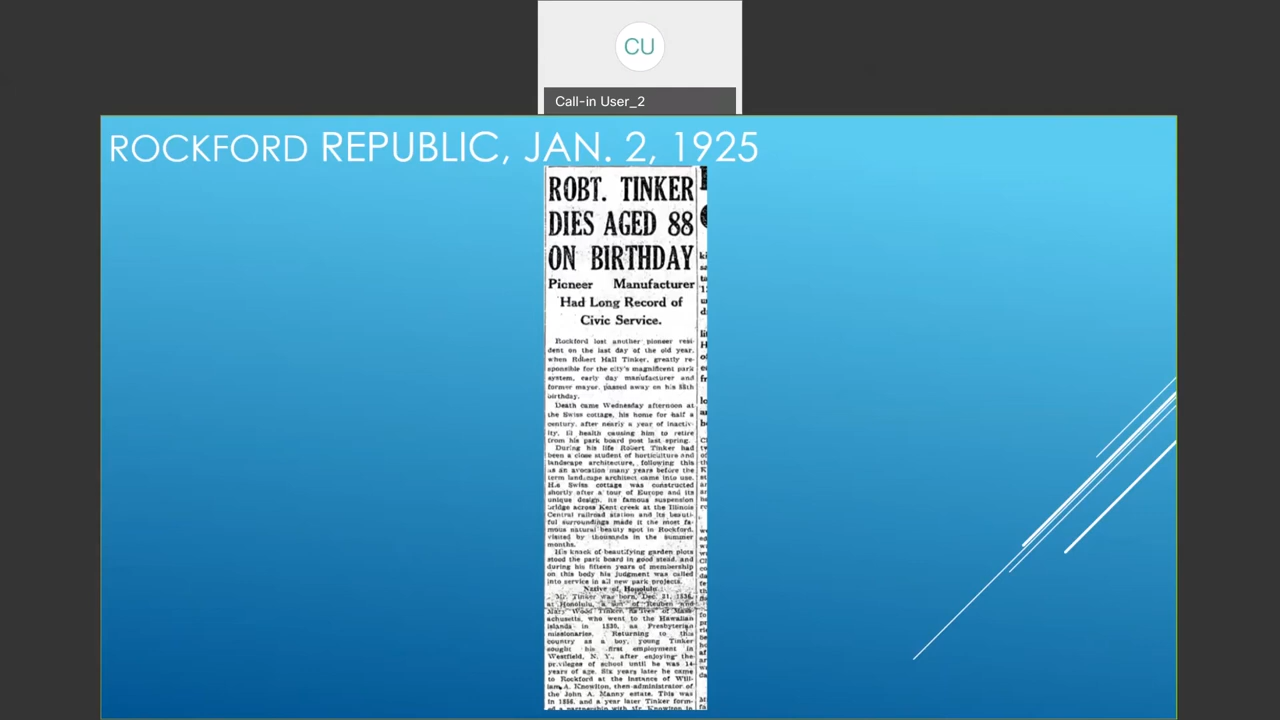 CU
Call-in User_2
ROCKFORD REPUBLIC, JAN. 2, 1925
ROBT. TINKER
DIES AGED 88
ON BIRTHDAY
Pioneer Manufacturer
Had Long Record of
Civic Service.
Rockford lost another pioneer resi-
dent on the last day of the old year,
when Robert Hall Tinker, greatly re-
sponsible for the city's magnificent park
system, early day manufacturer and
former mayor, passed away on his 88th
birthday.
Death came Wednesday afternoon at
the Swiss cottage, his home for half a
century, after nearly a year of inactiv-
ity, ill health causing him to retire
from his park board post last spring.
During his life Robert Tinker had
been a close student of horticulture and
landscape architecture, following this
as an avocation many years before the
term landscape architect came into use.
His Swiss cottage was constructed
shortly after a tour of Europe and its
unique design, its famous suspension
bridge across Kent creek at the Illinois
Central railroad station and its beauti-
ful surroundings made it the most fa-
mous natural beauty spot in Rockford,
visited by thousands in the summer
months.
His knack of beautifying garden plots
stood the park board in good stead, and
during his fifteen years of membership
on this body his judgment was called
into service in all new park projects.
Native of Honolulu.
Mr. Tinker was born, Dec. 31, 1836,
at Honolulu, a son of Reuben and
Mary Wood Tinker, natives of Mass-
achusetts, who went to the Hawaiian
islands in 1830, as Presbyterian
missionaries. Returning to this
country as a boy, young Tinker
sought his first employment in
Westfield, N. Y., after enjoying the
privileges of school until he was 14
years of age. Six years later he came
to Rockford at the instance of Will-
iam A. Knowlton, then administrator of
the John A. Manny estate. This was
in 1856, and a year later Tinker form-
ed a partnership with Mr. Knowlton in